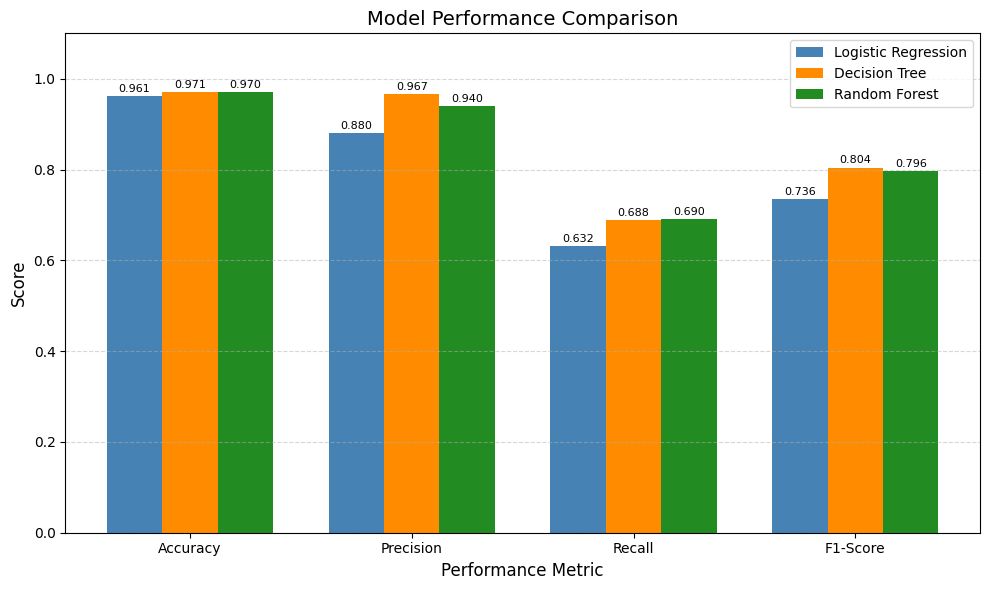 Model Performance Comparison
Logistic Regression
Decision Tree
Random Forest
Score
1.0
0.8
0.6
0.4
0.2
0.0
0.961
0.971
0.970
0.880
0.967
0.940
0.632
0.688
0.690
0.736
0.804
0.796
Accuracy
Precision
Recall
F1-Score
Performance Metric